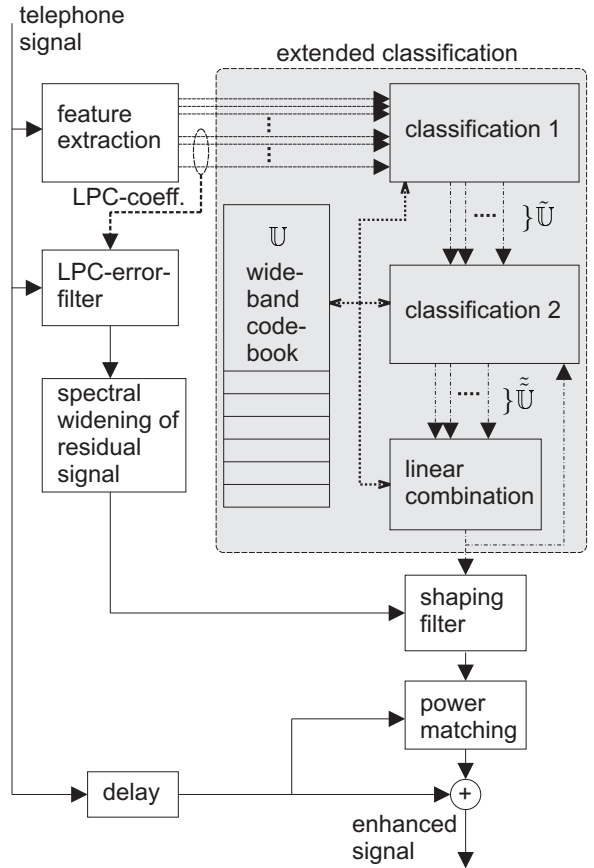 telephone
signal
extended classification
feature
extraction
classification 1
LPC-coeff.
} Ũ
𝕌
wide-
band
code-
book
LPC-error-
filter
classification 2
spectral
widening of
residual
signal
} Ũ̃
linear
combination
shaping
filter
power
matching
delay
+
enhanced
signal